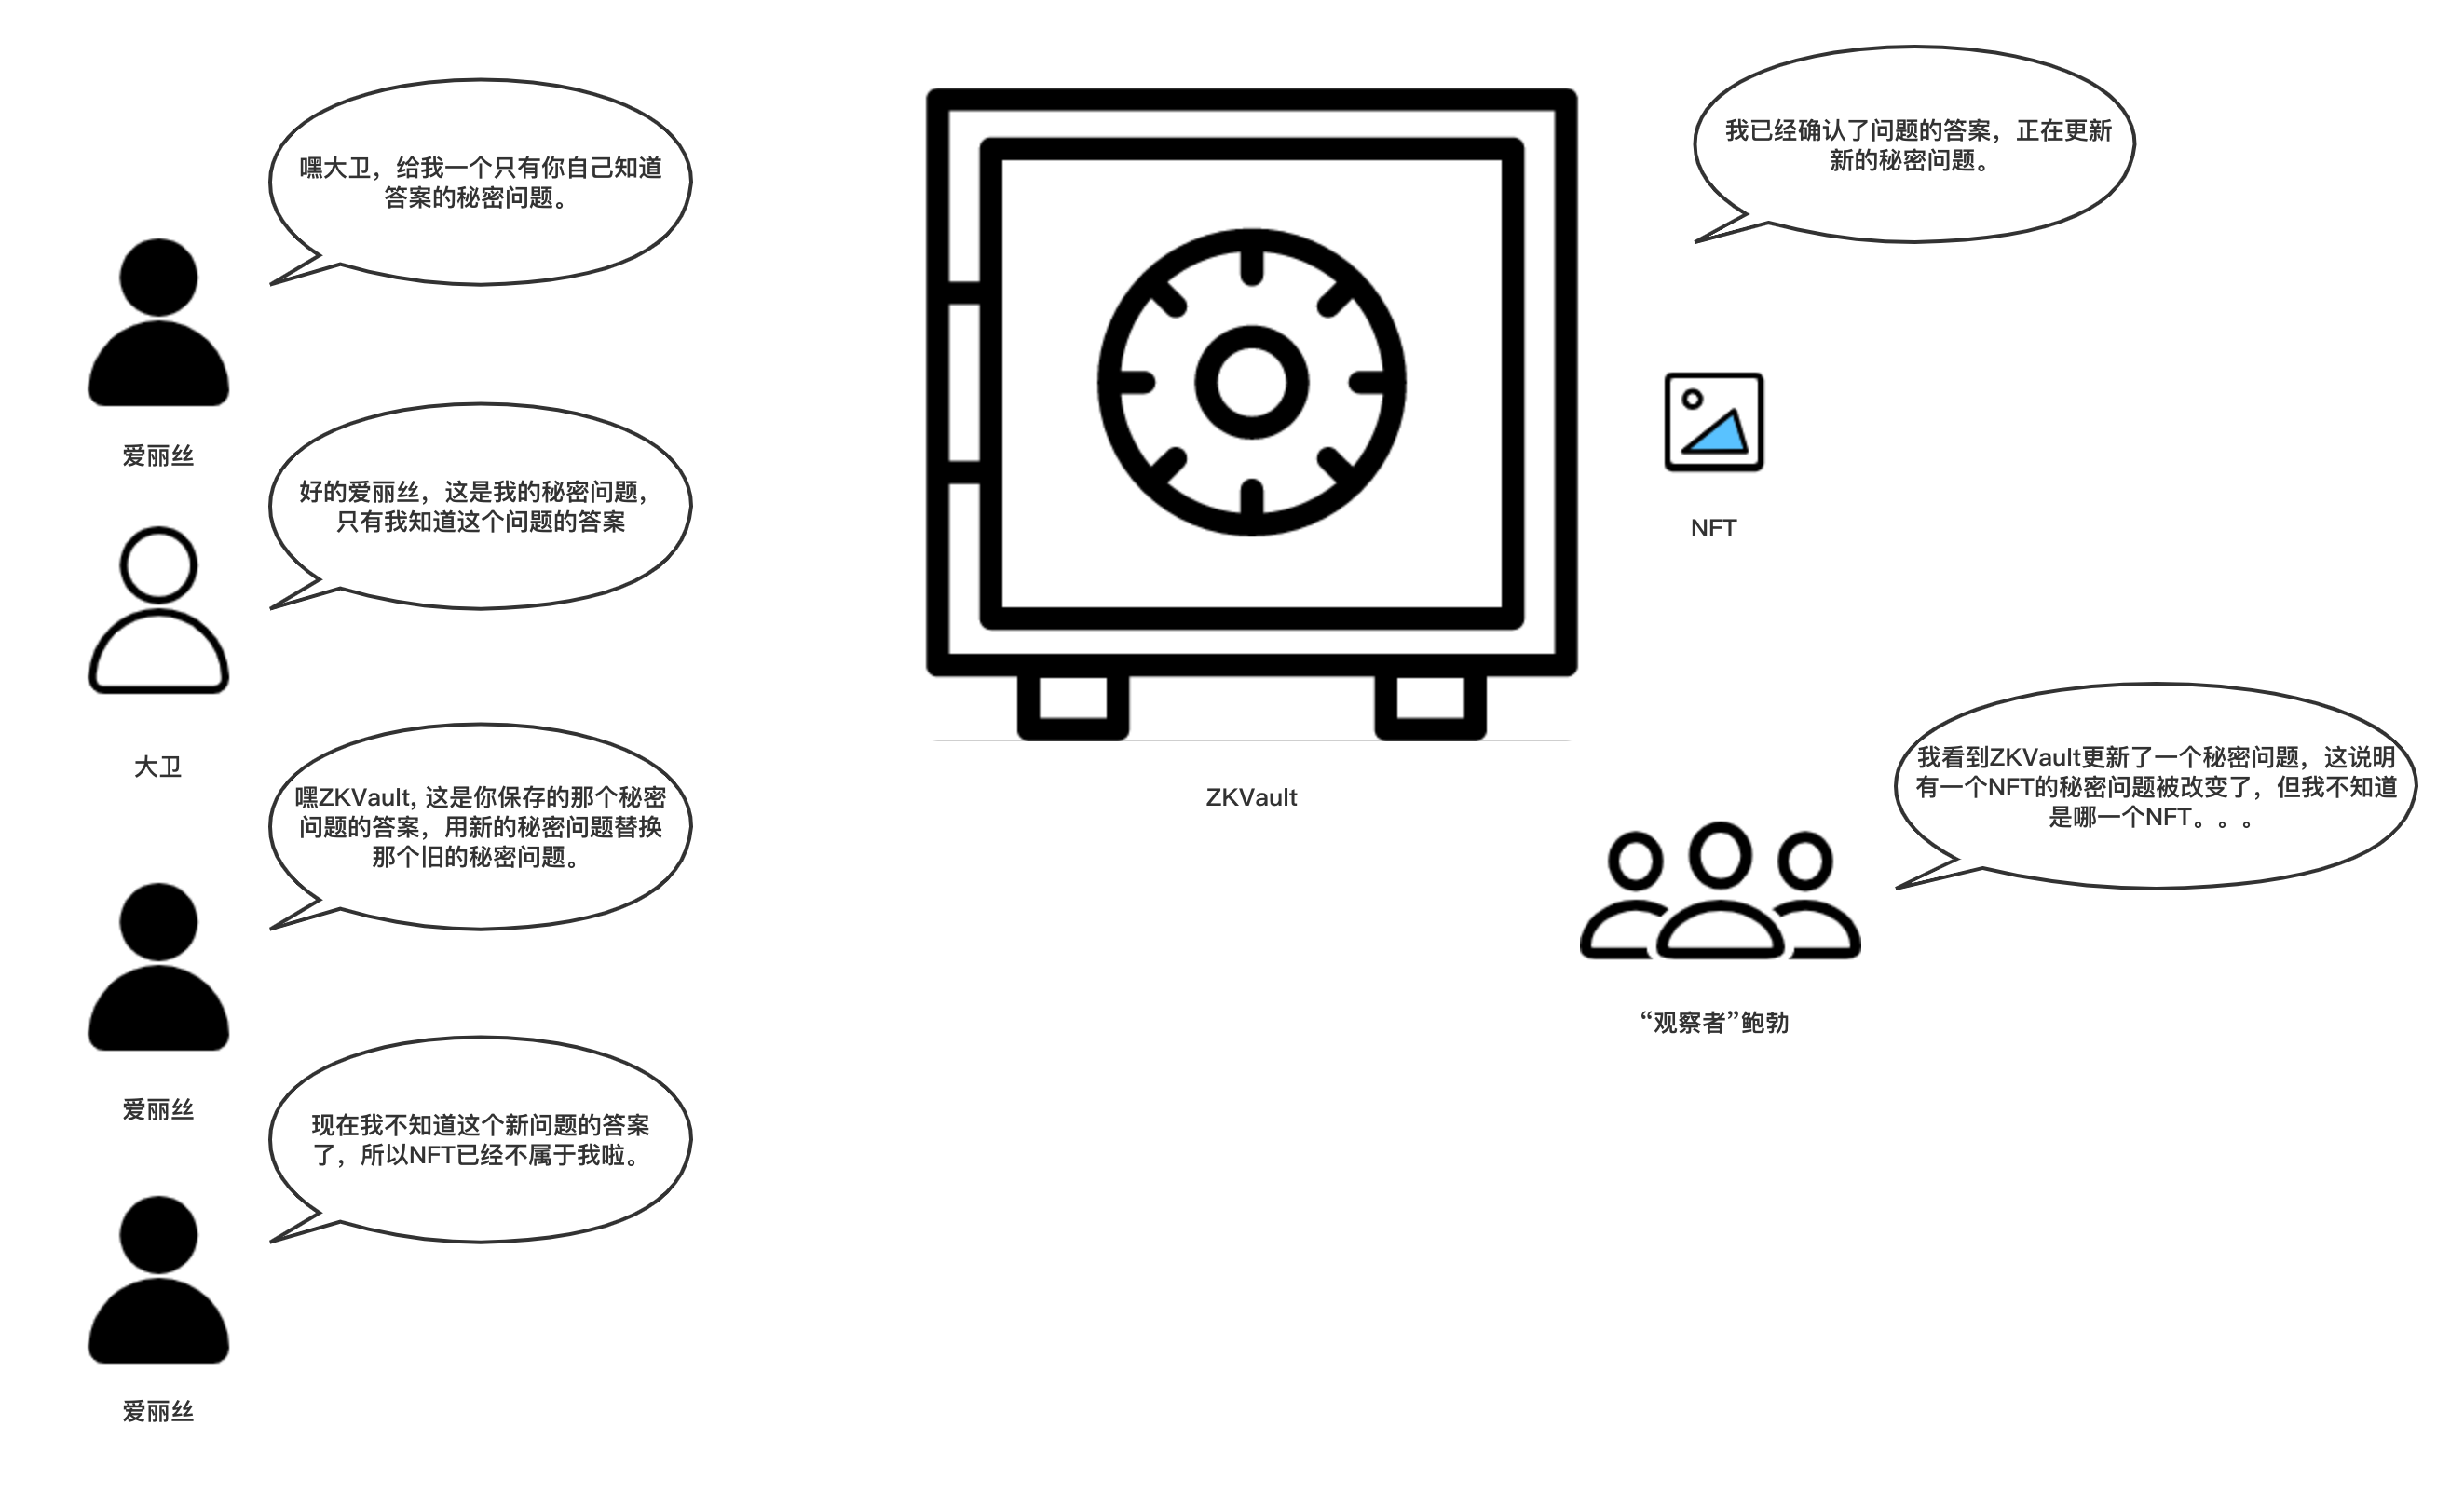 嘿大卫，给我一个只有你自己知道
答案的秘密问题。
爱丽丝
好的爱丽丝，这是我的秘密问题，
只有我知道这个问题的答案
大卫
嘿ZKVault, 这是你保存的那个秘密
问题的答案，用新的秘密问题替换
那个旧的秘密问题。
爱丽丝
现在我不知道这个新问题的答案
了，所以NFT已经不属于我啦。
爱丽丝
ZKVault
我已经确认了问题的答案，正在更新
新的秘密问题。
NFT
我看到ZKVault更新了一个秘密问题，这说明
有一个NFT的秘密问题被改变了，但我不知道
是哪一个NFT。。。
“观察者”鲍勃